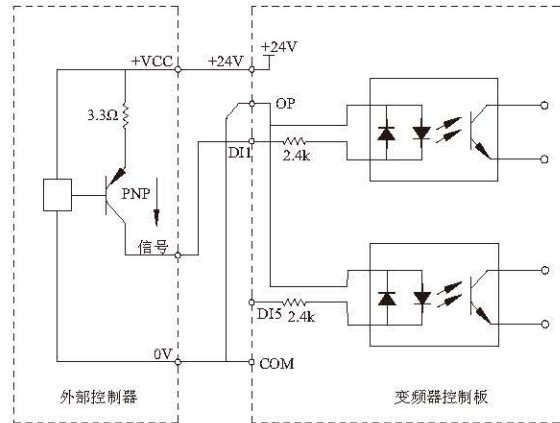 +24V
+VCC
+24V
OP
3.3Ω
DI1
2.4k
PNP
信号
DI5
2.4k
0V
COM
外部控制器
变频器控制板